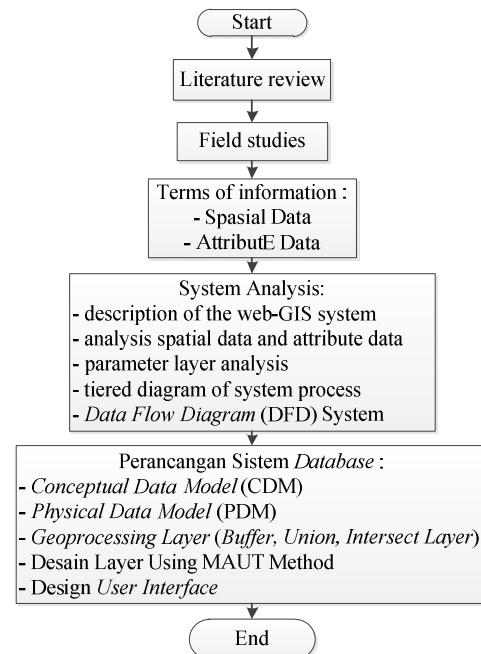 Start
Literature review
Field studies
Terms of information :
- Spasial Data
- AttributE Data
System Analysis:
- description of the web-GIS system
- analysis spatial data and attribute data
- parameter layer analysis
- tiered diagram of system process
- Data Flow Diagram (DFD) System
Perancangan Sistem Database :
- Conceptual Data Model (CDM)
- Physical Data Model (PDM)
- Geoprocessing Layer (Buffer, Union, Intersect Layer)
- Desain Layer Using MAUT Method
- Design User Interface
End